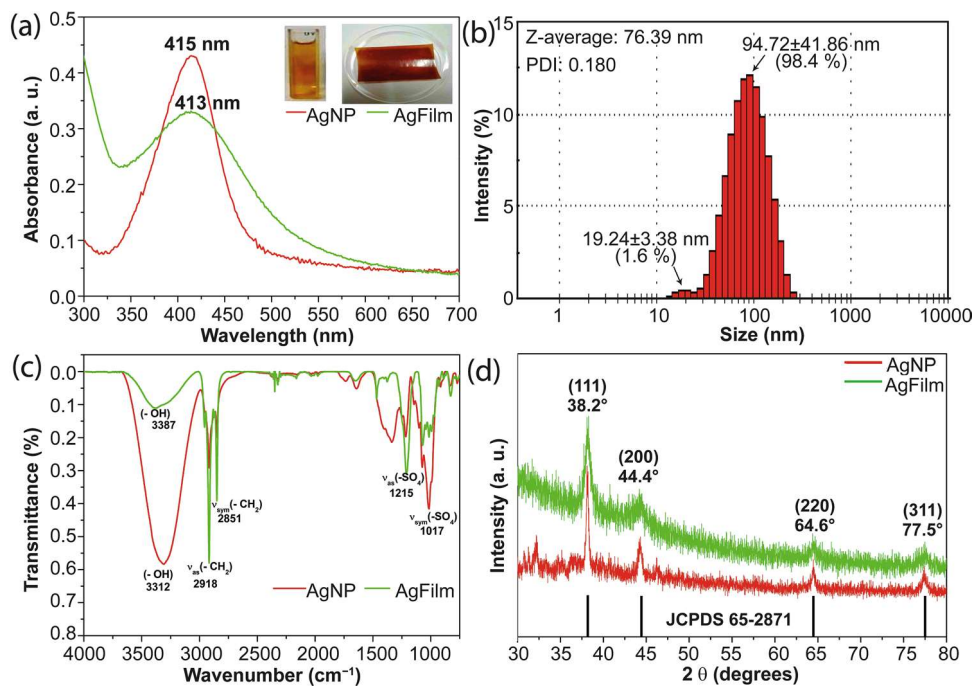 (a)
415 nm
413 nm
AgNP
AgFilm
Absorbance (a. u.)
0.5
0.4
0.3
0.2
0.1
0.0
300 350 400 450 500 550 600 650 700
Wavelength (nm)
(b)
Z-average: 76.39 nm
PDI: 0.180
94.72±41.86 nm
(98.4 %)
19.24±3.38 nm
(1.6 %)
Intensity (%)
15
10
5
0
1 10 100 1000 10000
Size (nm)
(c)
Transmittance (%)
0.0
0.1
0.2
0.3
0.4
0.5
0.6
0.7
0.8
(- OH)
3387
(- OH)
3312
νas(- CH2)
2918
νsym(- CH2)
2851
νas(-SO4)
1215
νsym(-SO4)
1017
AgNP
AgFilm
4000 3000 2000 1000
Wavenumber (cm−1)
(d)
AgNP
AgFilm
(111)
38.2°
(200)
44.4°
(220)
64.6°
(311)
77.5°
JCPDS 65-2871
Intensity (a. u.)
30 35 40 45 50 55 60 65 70 75 80
2 θ (degrees)